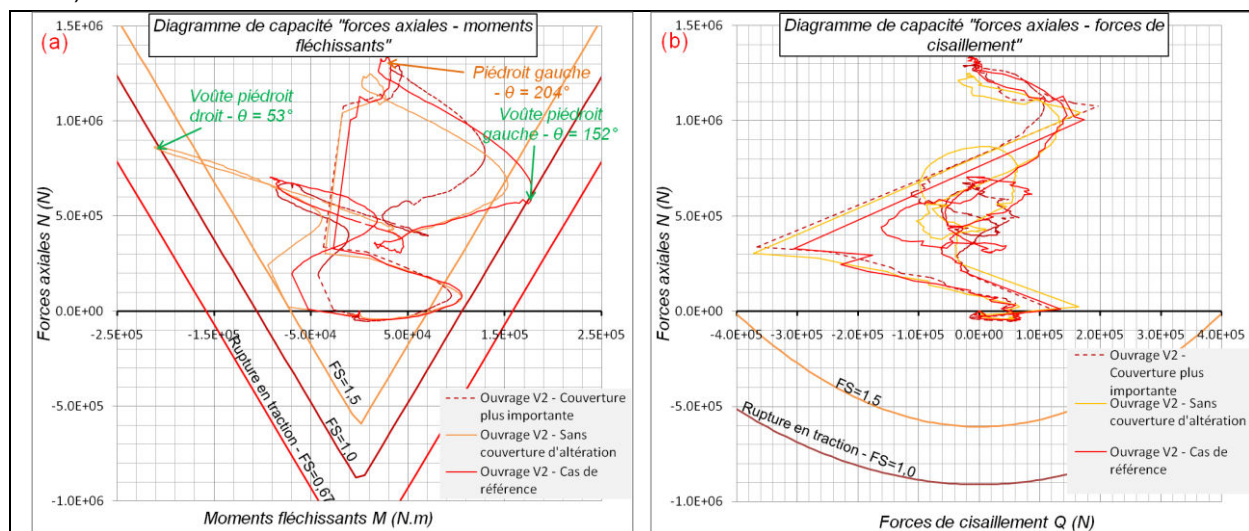 (a)
Diagramme de capacité "forces axiales - moments
fléchissants"
Forces axiales N (N)
1.5E+06
1.0E+06
5.0E+05
0.0E+00
-5.0E+05
-1.0E+06
-2.5E+05
-1.5E+05
-5.0E+04
5.0E+04
1.5E+05
2.5E+05
Voûte piédroit
droit - θ = 53°
Piédroit gauche
- θ = 204°
Voûte piédroit
gauche - θ = 152°
FS=1,5
FS=1,0
Rupture en traction - FS=0,67
Ouvrage V2 - Couverture
plus importante
Ouvrage V2 - Sans
couverture d'altération
Ouvrage V2 - Cas de
référence
Moments fléchissants M (N.m)
(b)
Diagramme de capacité "forces axiales - forces de
cisaillement"
Forces axiales N (N)
1.5E+06
1.0E+06
5.0E+05
0.0E+00
-5.0E+05
-1.0E+06
-4.0E+05
-3.0E+05
-2.0E+05
-1.0E+05
0.0E+00
1.0E+05
2.0E+05
3.0E+05
4.0E+05
FS=1,5
Rupture en traction - FS=1,0
Ouvrage V2 -
Couverture plus
importante
Ouvrage V2 - Sans
couverture d'altération
Ouvrage V2 - Cas de
référence
Forces de cisaillement Q (N)